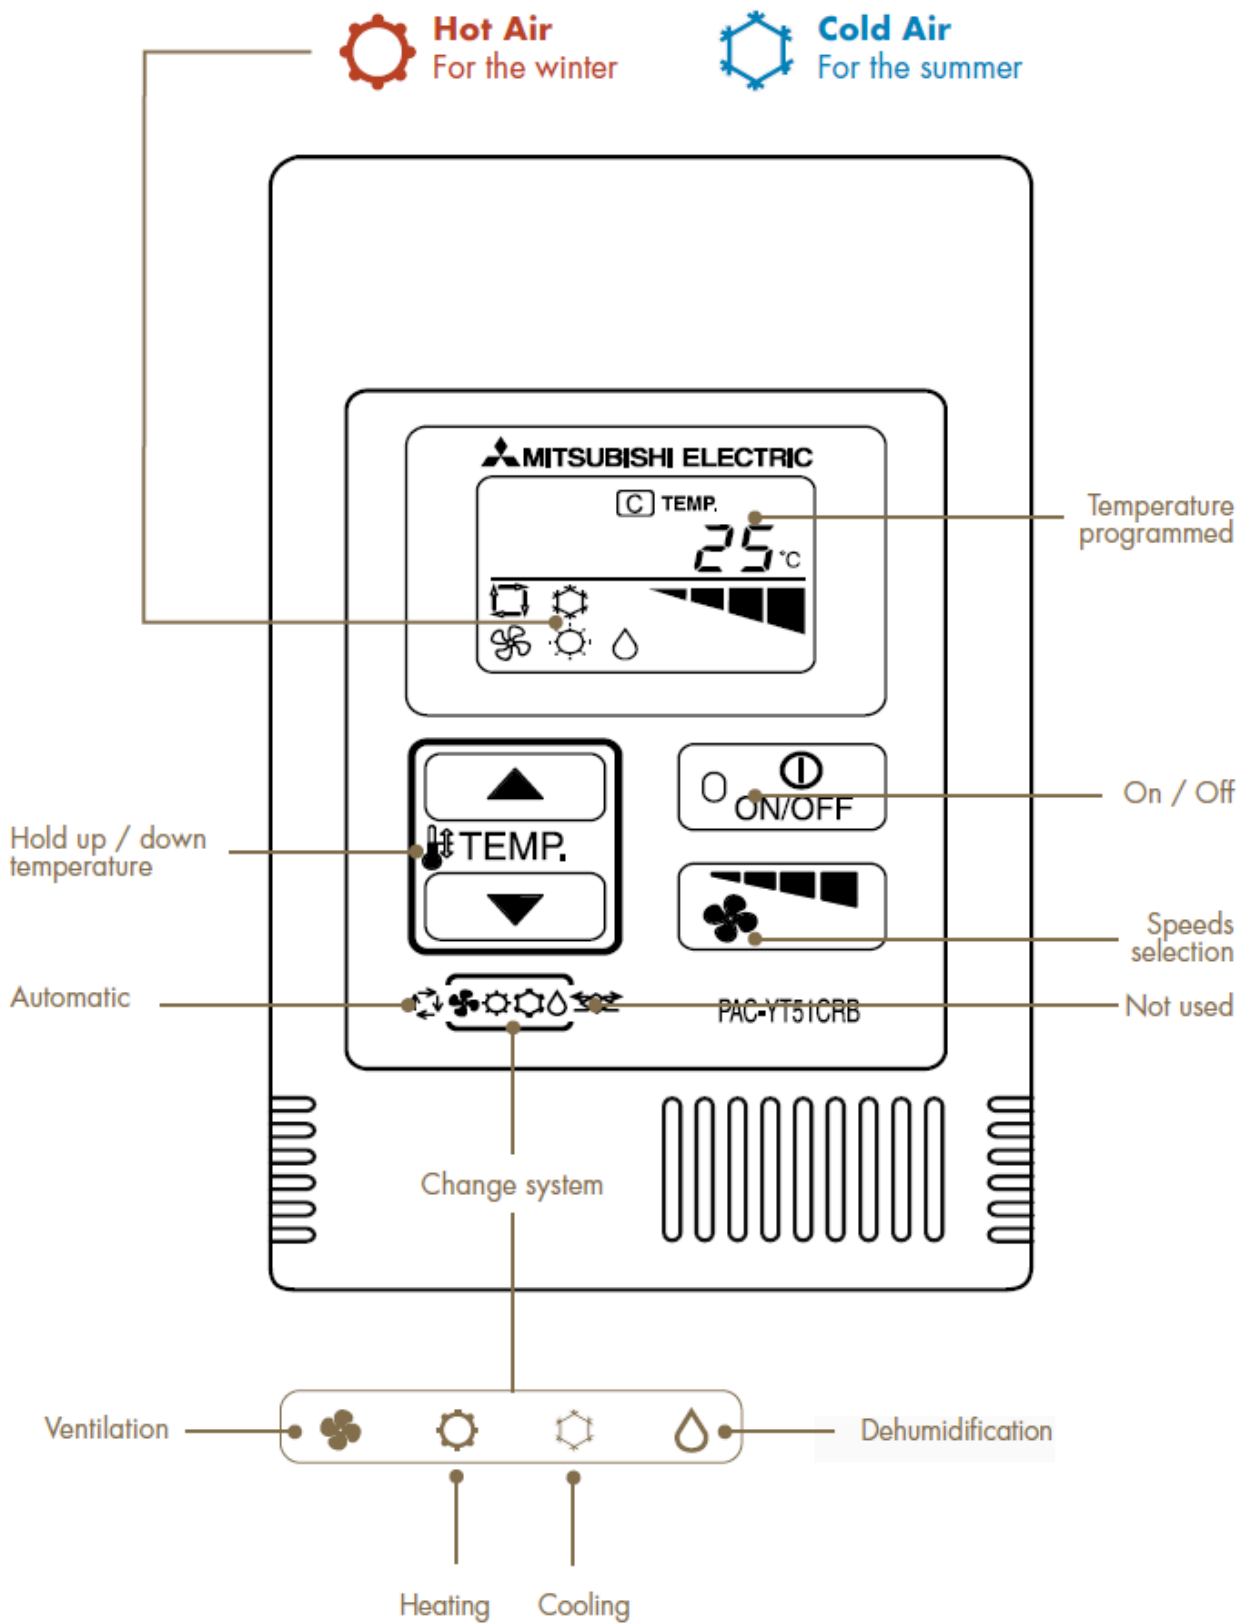 Hot Air
For the winter
Cold Air
For the summer
MITSUBISHI ELECTRIC
C TEMP.
25 °C
Temperature
programmed
ON/OFF
On / Off
Hold up / down
temperature
TEMP.
Speeds
selection
Automatic
PAC-YT51CRB
Not used
Change system
Ventilation
Dehumidification
Heating
Cooling